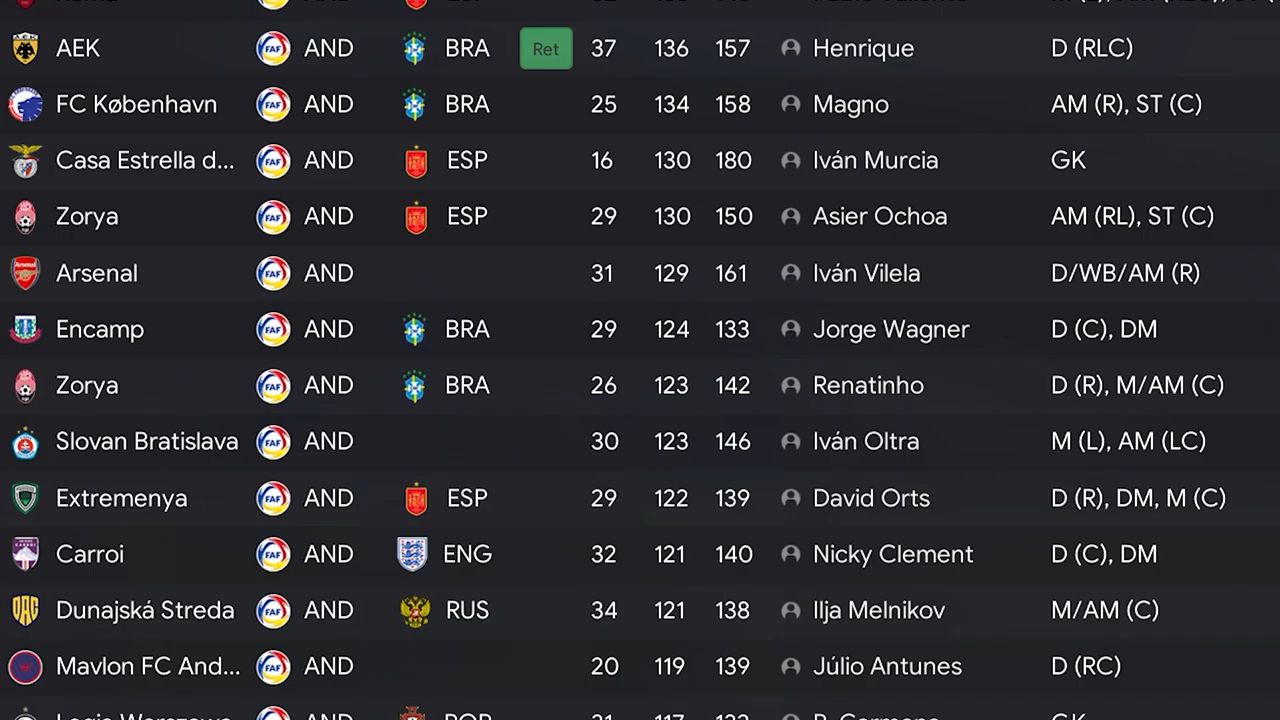 AEK AND BRA Ret 37 136 157 Henrique D (RLC)
FC København AND BRA 25 134 158 Magno AM (R), ST (C)
Casa Estrella d... AND ESP 16 130 180 Iván Murcia GK
Zorya AND ESP 29 130 150 Asier Ochoa AM (RL), ST (C)
Arsenal AND 31 129 161 Iván Vilela D/WB/AM (R)
Encamp AND BRA 29 124 133 Jorge Wagner D (C), DM
Zorya AND BRA 26 123 142 Renatinho D (R), M/AM (C)
Slovan Bratislava AND 30 123 146 Iván Oltra M (L), AM (LC)
Extremenya AND ESP 29 122 139 David Orts D (R), DM, M (C)
Carroi AND ENG 32 121 140 Nicky Clement D (C), DM
Dunajská Streda AND RUS 34 121 138 Ilja Melnikov M/AM (C)
Mavlon FC And... AND 20 119 139 Júlio Antunes D (RC)